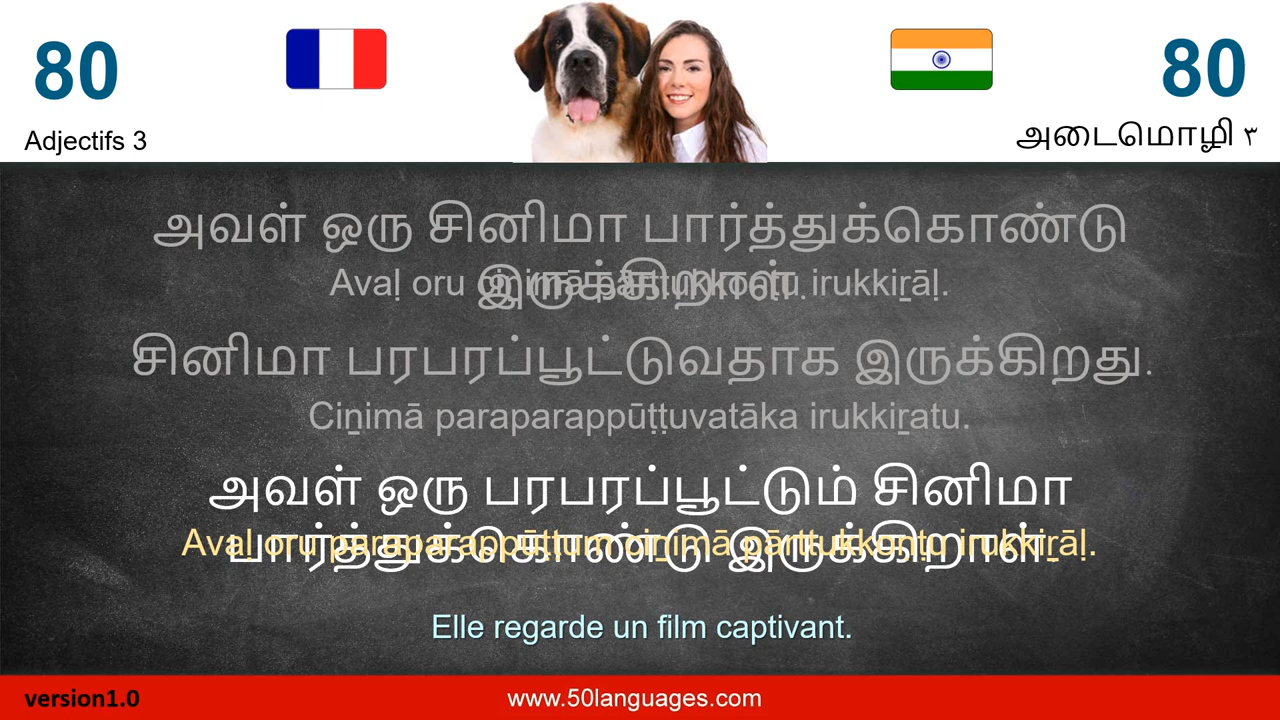 80
80
Adjectifs 3
அடைமொழி ३
அவள் ஒரு சினிமா பார்த்துக்கொண்டு
இருக்கிறாள்.
Avaḷ oru ciṉimā pārttukkoṇṭu irukkiṟāḷ.
சினிமா பரபரப்பூட்டுவதாக இருக்கிறது.
Ciṉimā paraparappūṭṭuvatāka irukkiṟatu.
அவள் ஒரு பரபரப்பூட்டும் சினிமா
பார்த்துக்கொண்டு இருக்கிறாள்.
Avaḷ oru paraparappūṭṭum ciṉimā pārttukkoṇṭu irukkiṟāḷ.
Elle regarde un film captivant.
version1.0
www.50languages.com